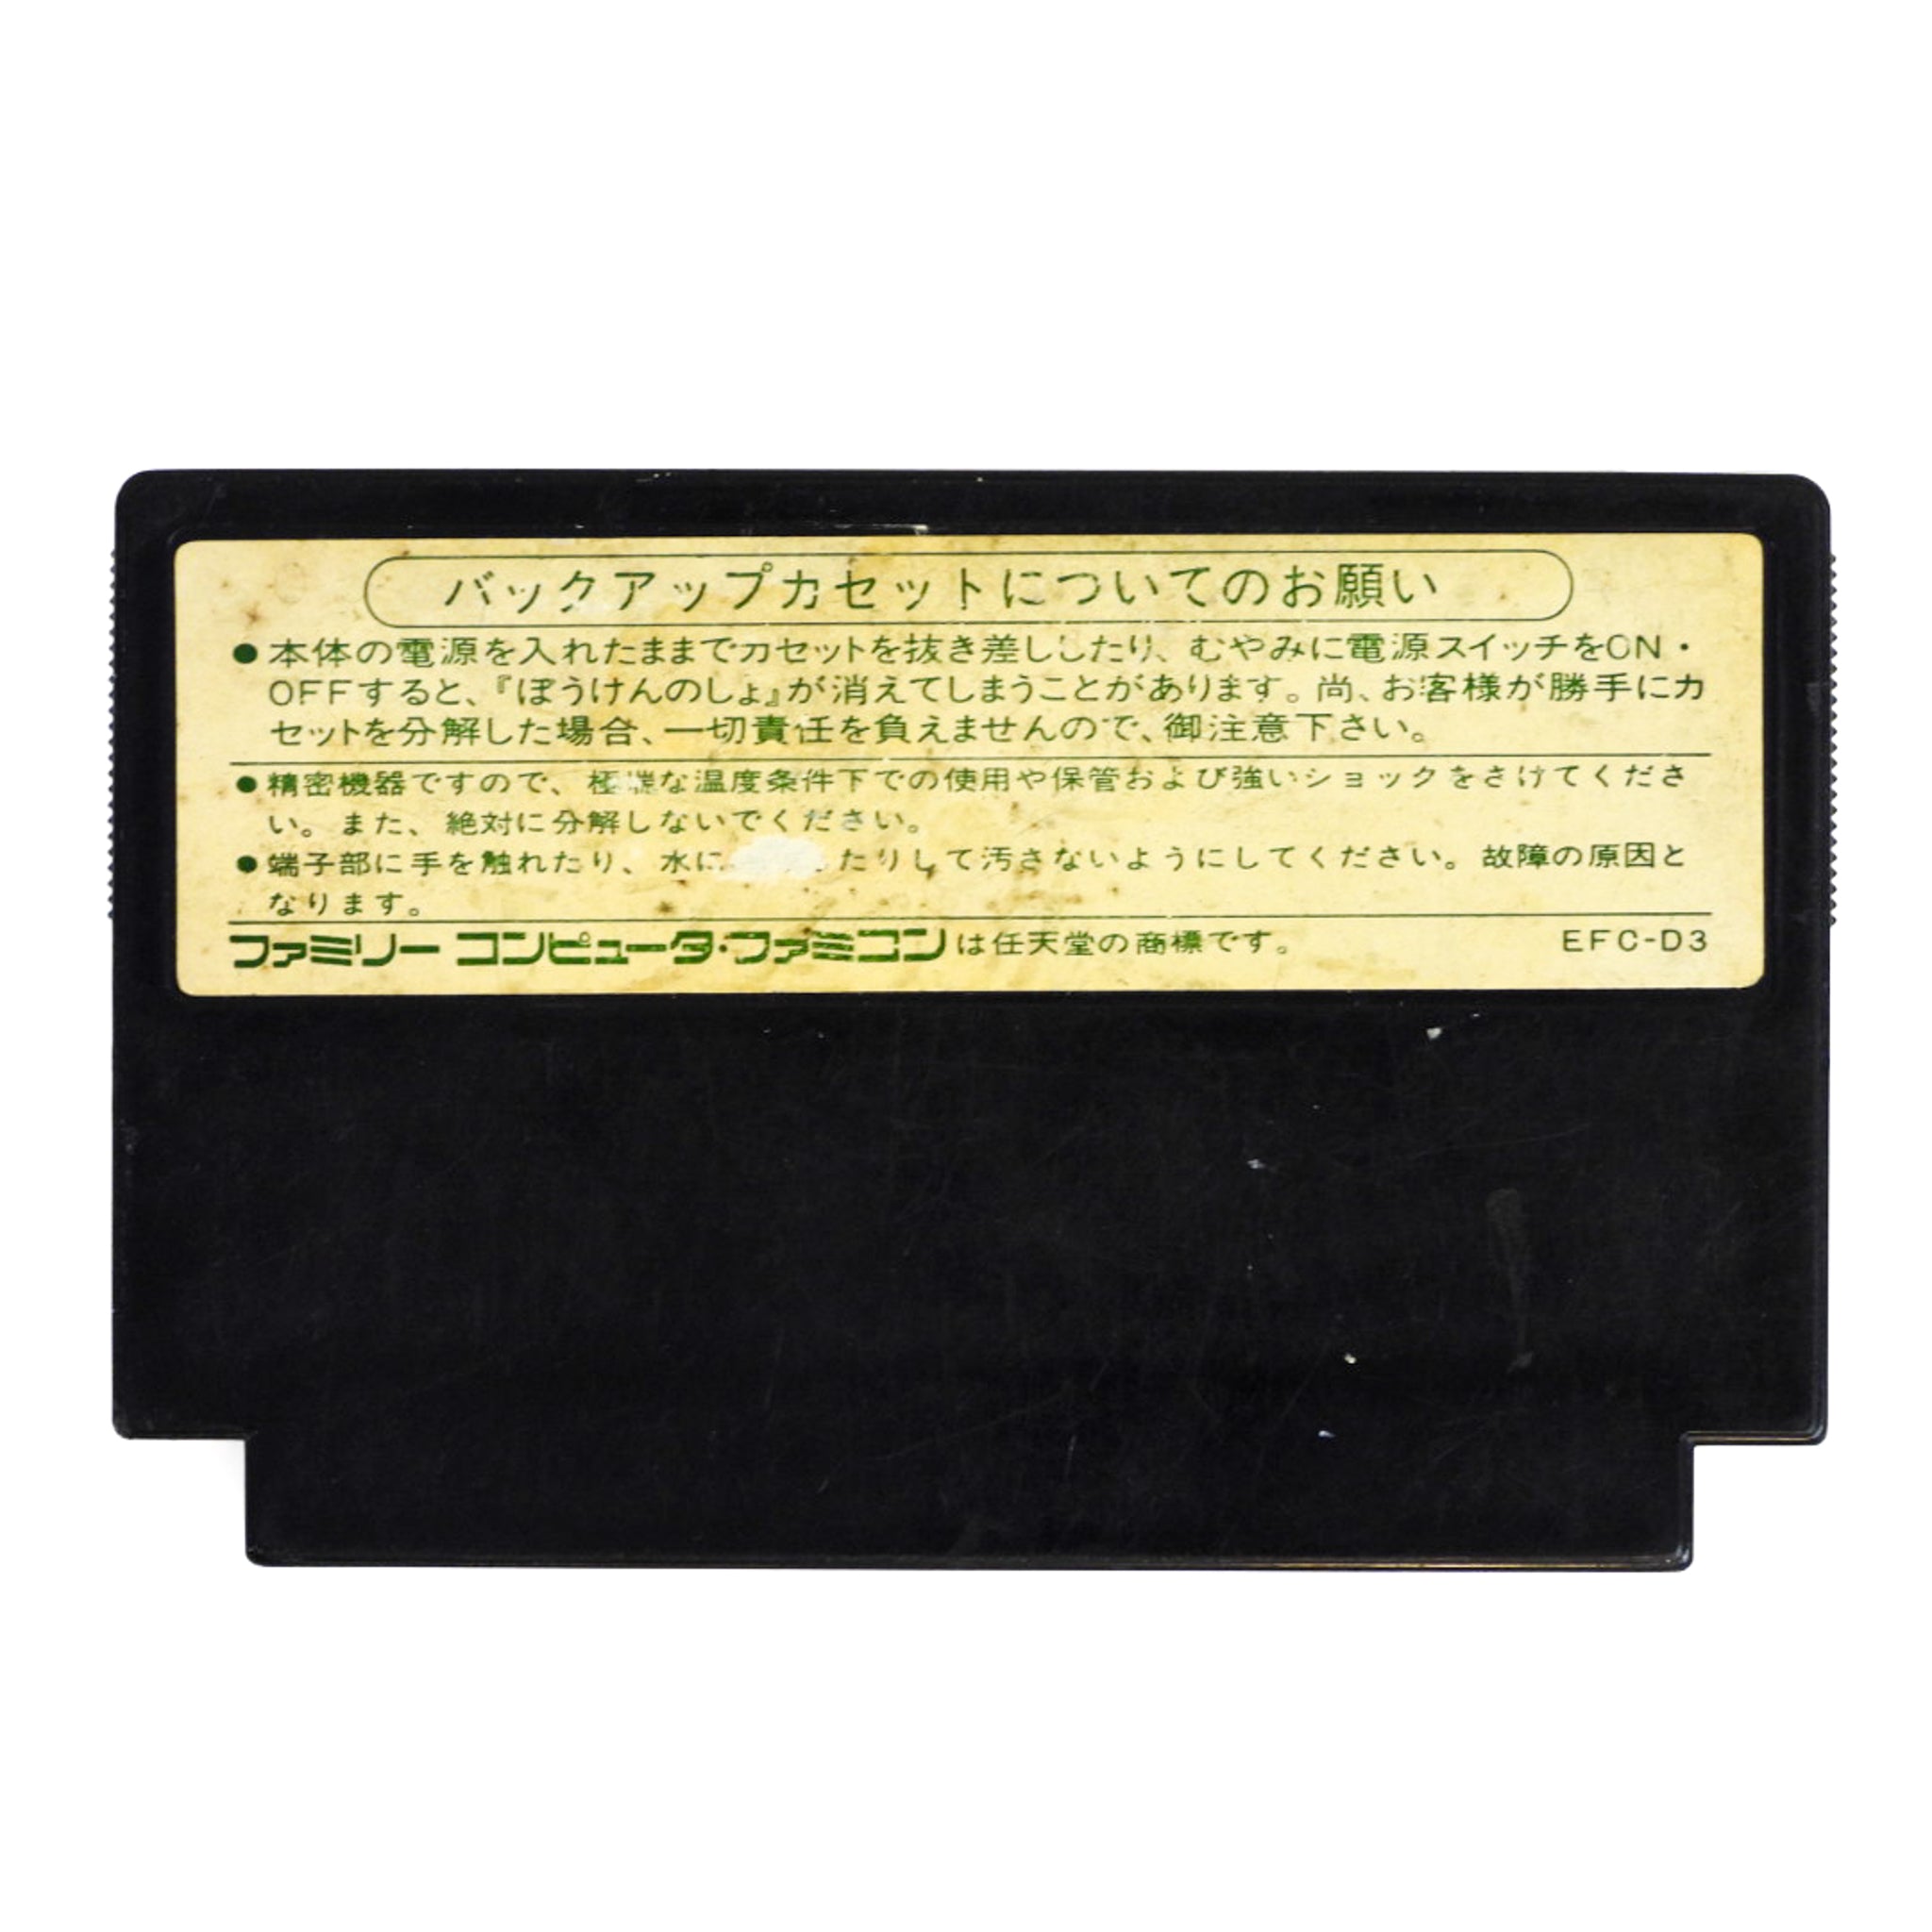 バックアップカセットについてのお願い
●本体の電源を入れたままでカセットを抜き差ししたり、むやみに電源スイッチをON・
OFFすると、『ぼうけんのしょ』が消えてしまうことがあります。尚、お客様が勝手にカ
セットを分解した場合、一切責任を負えませんので、御注意下さい。
●精密機器ですので、極端な温度条件下での使用や保管および強いショックをさけてくださ
い。また、絶対に分解しないでください。
●端子部に手を触れたり、水に たりして汚さないようにしてください。故障の原因と
なります。
ファミリー コンピュータ・ファミコンは任天堂の商標です。 EFC-D3